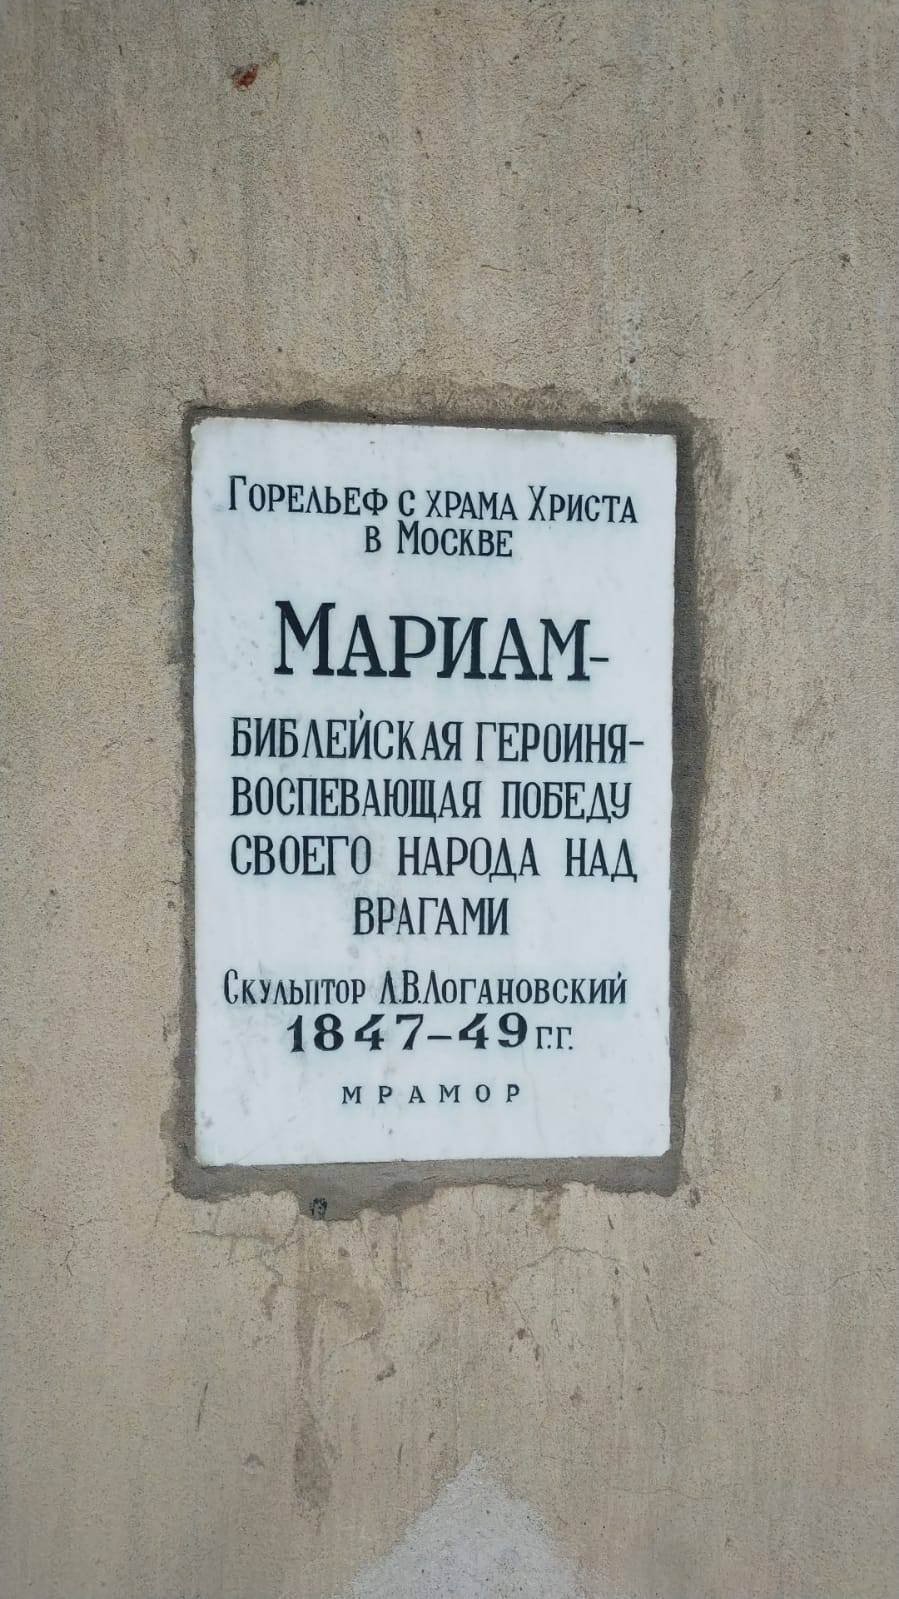 Горельеф с храма Христа
в Москве
Мариам-
библейская героиня-
воспевающая победу
своего народа над
врагами
Скульптор Л.В.Логановский
1847-49 г.г.
мрамор